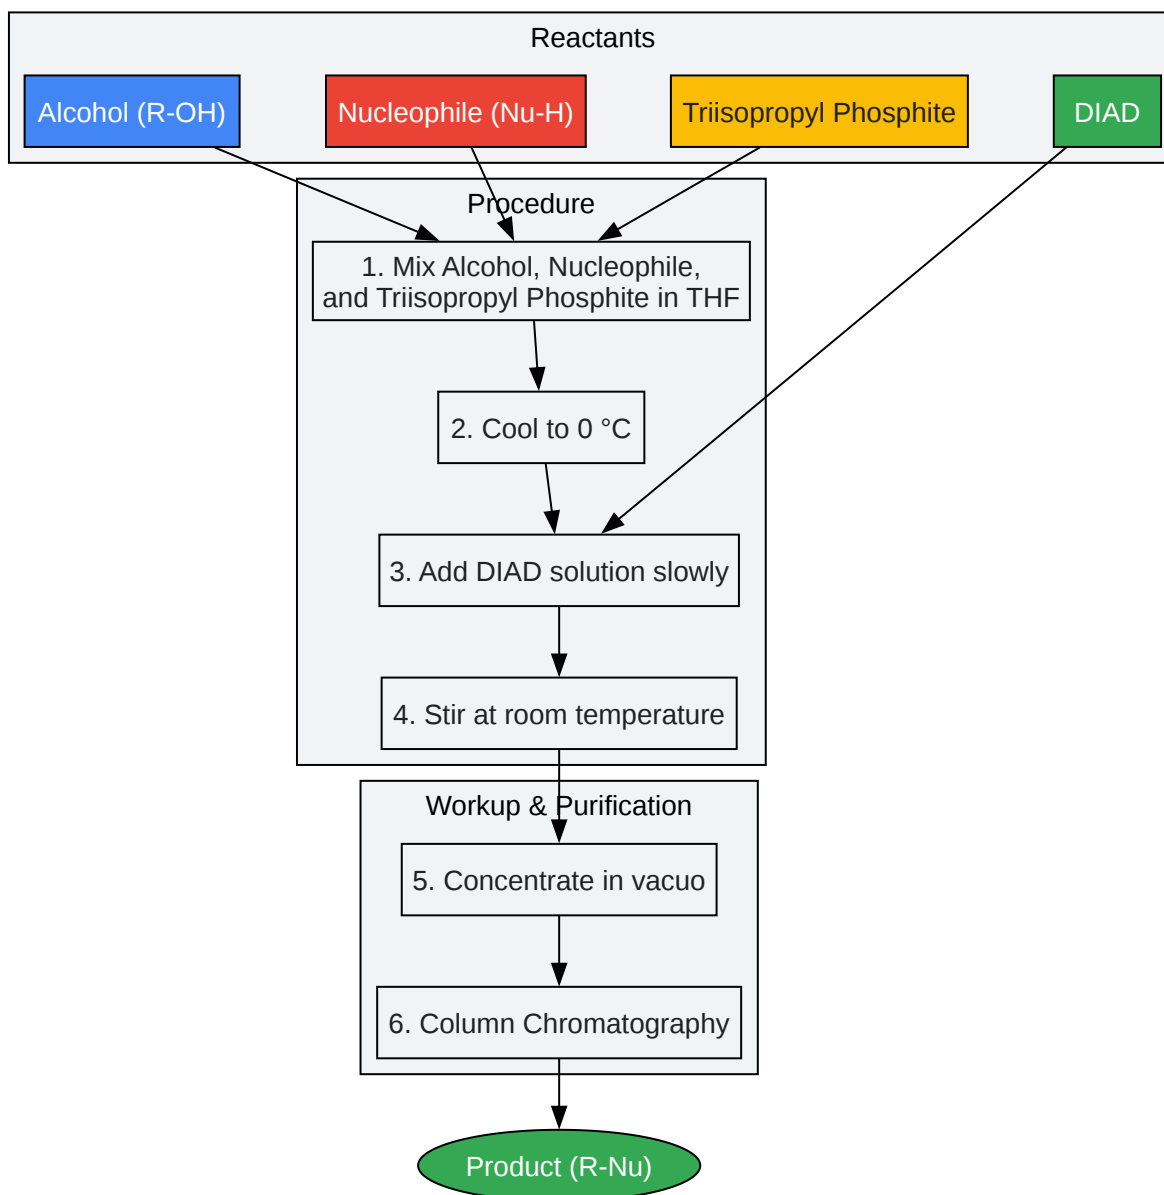 Reactants
Alcohol (R-OH)
Nucleophile (Nu-H)
Triisopropyl Phosphite
DIAD
Procedure
1. Mix Alcohol, Nucleophile,
and Triisopropyl Phosphite in THF
2. Cool to 0 °C
3. Add DIAD solution slowly
4. Stir at room temperature
Workup & Purification
5. Concentrate in vacuo
6. Column Chromatography
Product (R-Nu)